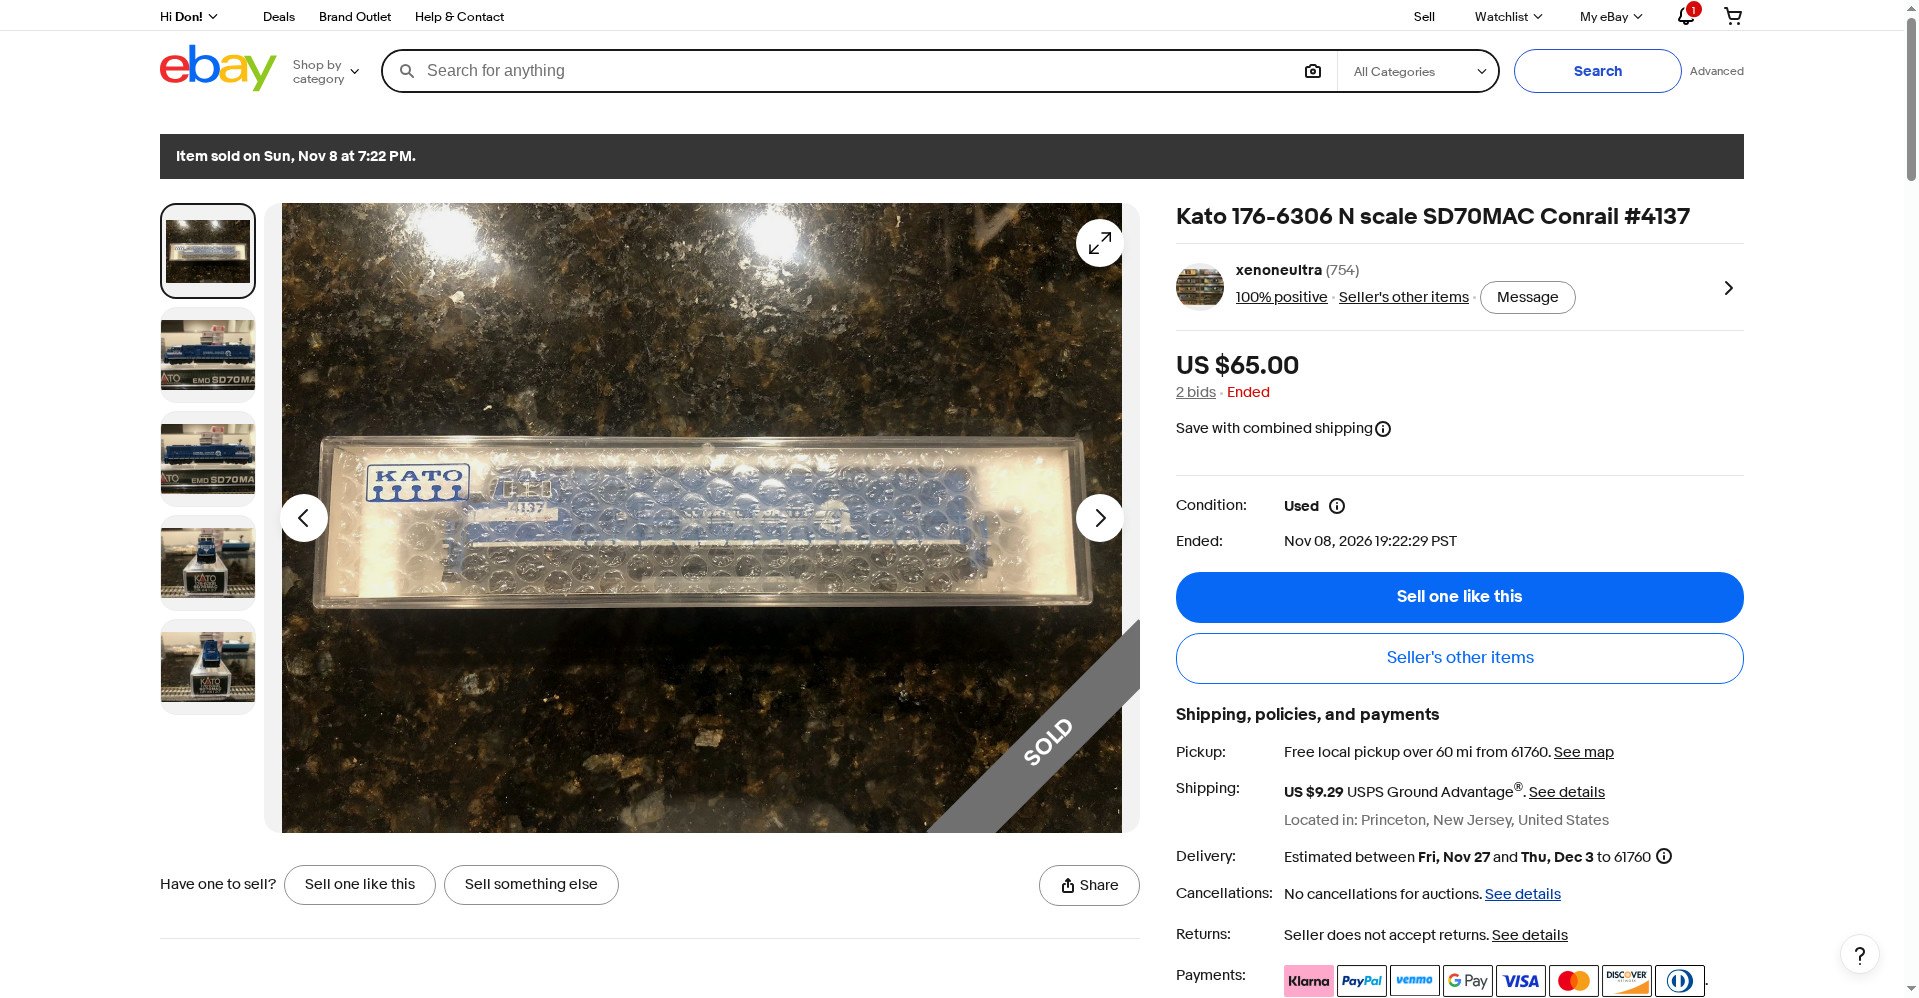 Hi Don!
Deals
Brand Outlet
Help & Contact
Sell
Watchlist
My eBay
1
ebay
Shop by category
Search for anything
All Categories
Search
Advanced
Item sold on Sun, Nov 8 at 7:22 PM.
KATO
4137
SOLD
Kato 176-6306 N scale SD70MAC Conrail #4137
xenoneultra (754)
100% positive · Seller's other items · Message
US $65.00
2 bids · Ended
Save with combined shipping
Condition: Used
Ended: Nov 08, 2026 19:22:29 PST
Sell one like this
Seller's other items
Shipping, policies, and payments
Pickup: Free local pickup over 60 mi from 61760. See map
Shipping: US $9.29 USPS Ground Advantage®. See details
Located in: Princeton, New Jersey, United States
Delivery: Estimated between Fri, Nov 27 and Thu, Dec 3 to 61760
Cancellations: No cancellations for auctions. See details
Returns: Seller does not accept returns. See details
Payments: Klarna PayPal venmo G Pay VISA DISCOVER
Have one to sell? Sell one like this Sell something else
Share
?